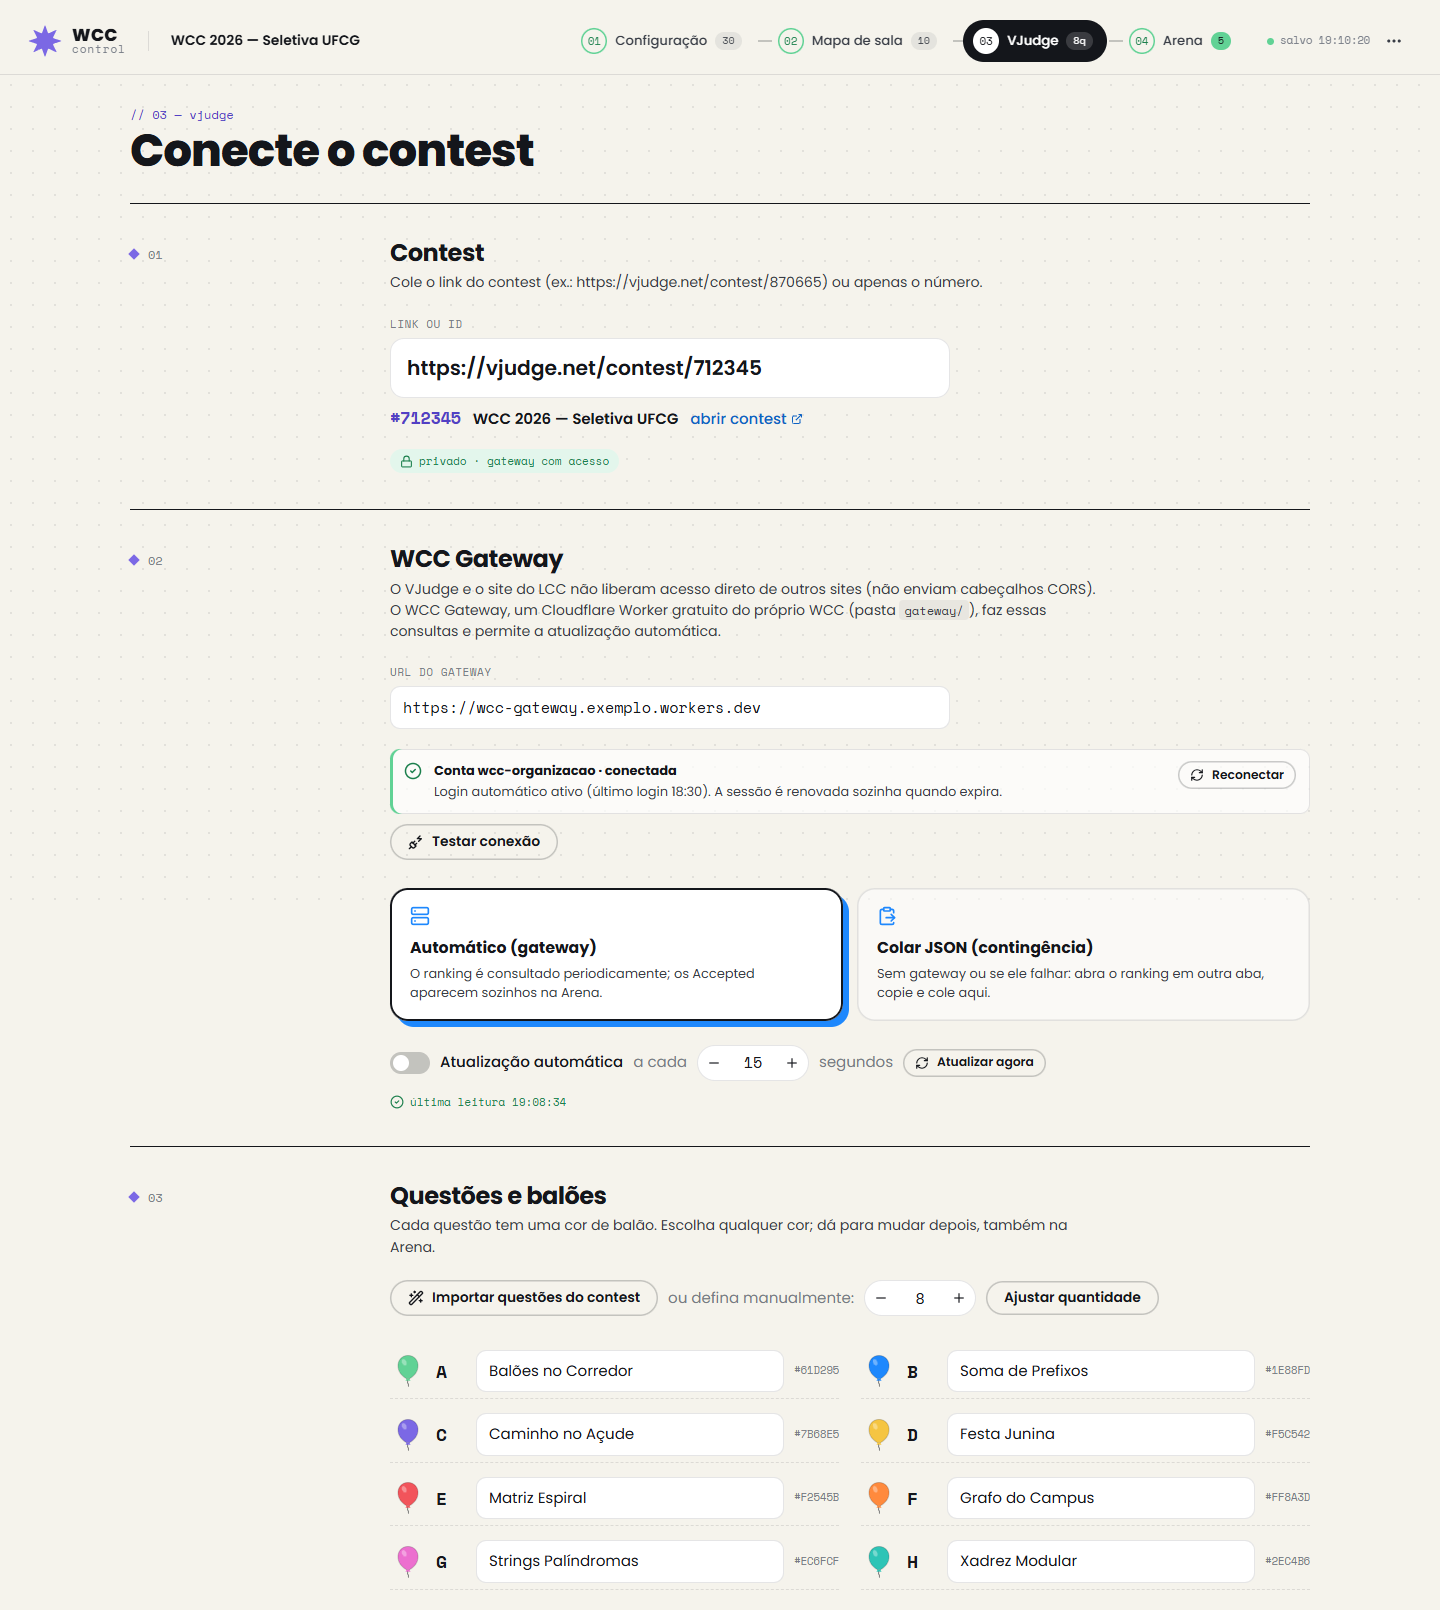 WCC
control
WCC 2026 — Seletiva UFCG
01 Configuração 30
02 Mapa de sala 10
03 VJudge 8q
04 Arena 5
salvo 19:10:20
// 03 — vjudge
Conecte o contest
01
Contest
Cole o link do contest (ex.: https://vjudge.net/contest/870665) ou apenas o número.
LINK OU ID
https://vjudge.net/contest/712345
#712345 WCC 2026 — Seletiva UFCG abrir contest
privado · gateway com acesso
02
WCC Gateway
O VJudge e o site do LCC não liberam acesso direto de outros sites (não enviam cabeçalhos CORS).
O WCC Gateway, um Cloudflare Worker gratuito do próprio WCC (pasta gateway/), faz essas
consultas e permite a atualização automática.
URL DO GATEWAY
https://wcc-gateway.exemplo.workers.dev
Conta wcc-organizacao · conectada
Login automático ativo (último login 18:30). A sessão é renovada sozinha quando expira.
Reconectar
Testar conexão
Automático (gateway)
O ranking é consultado periodicamente; os Accepted
aparecem sozinhos na Arena.
Colar JSON (contingência)
Sem gateway ou se ele falhar: abra o ranking em outra aba,
copie e cole aqui.
Atualização automática a cada − 15 + segundos Atualizar agora
última leitura 19:08:34
03
Questões e balões
Cada questão tem uma cor de balão. Escolha qualquer cor; dá para mudar depois, também na
Arena.
Importar questões do contest ou defina manualmente: − 8 + Ajustar quantidade
A Balões no Corredor #61D295
B Soma de Prefixos #1E88FD
C Caminho no Açude #7B68E5
D Festa Junina #F5C542
E Matriz Espiral #F2545B
F Grafo do Campus #FF8A3D
G Strings Palíndromas #EC6FCF
H Xadrez Modular #2EC4B6